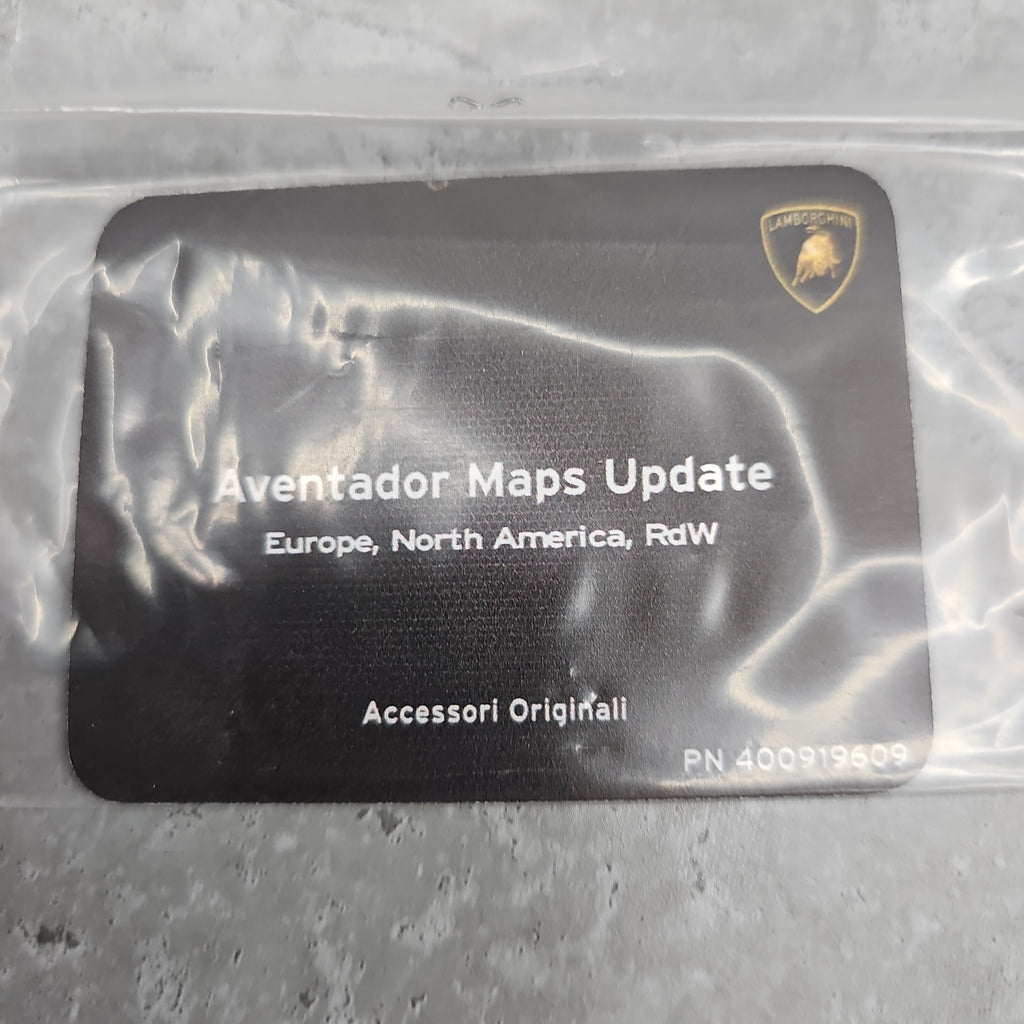 LAMBORGHINI
Aventador Maps Update
Europe, North America, RdW
Accessori Originali
PN 400919609